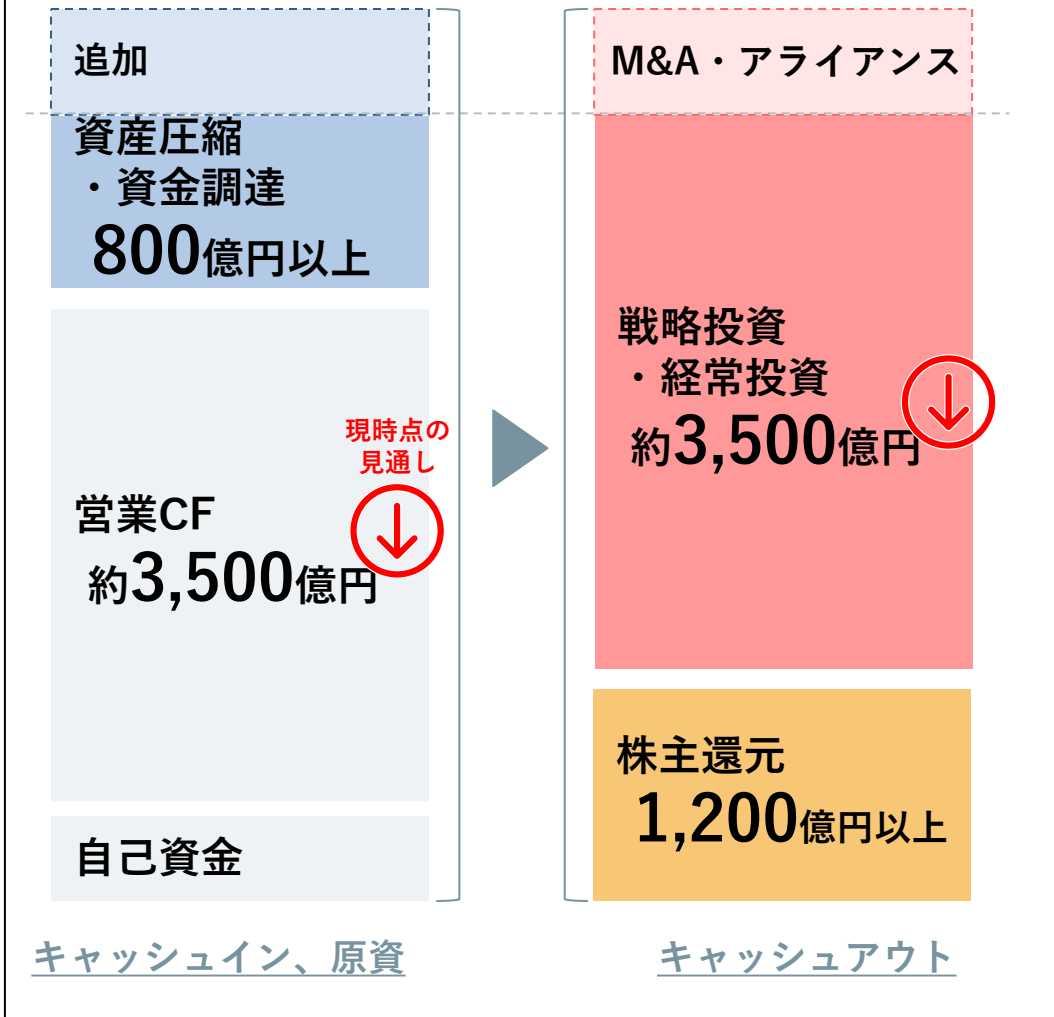 追加
資産圧縮
・資金調達
800億円以上
現時点の
見通し
営業CF
約3,500億円
自己資金
キャッシュイン、原資
M&A・アライアンス
戦略投資
・経常投資
約3,500億円
株主還元
1,200億円以上
キャッシュアウト